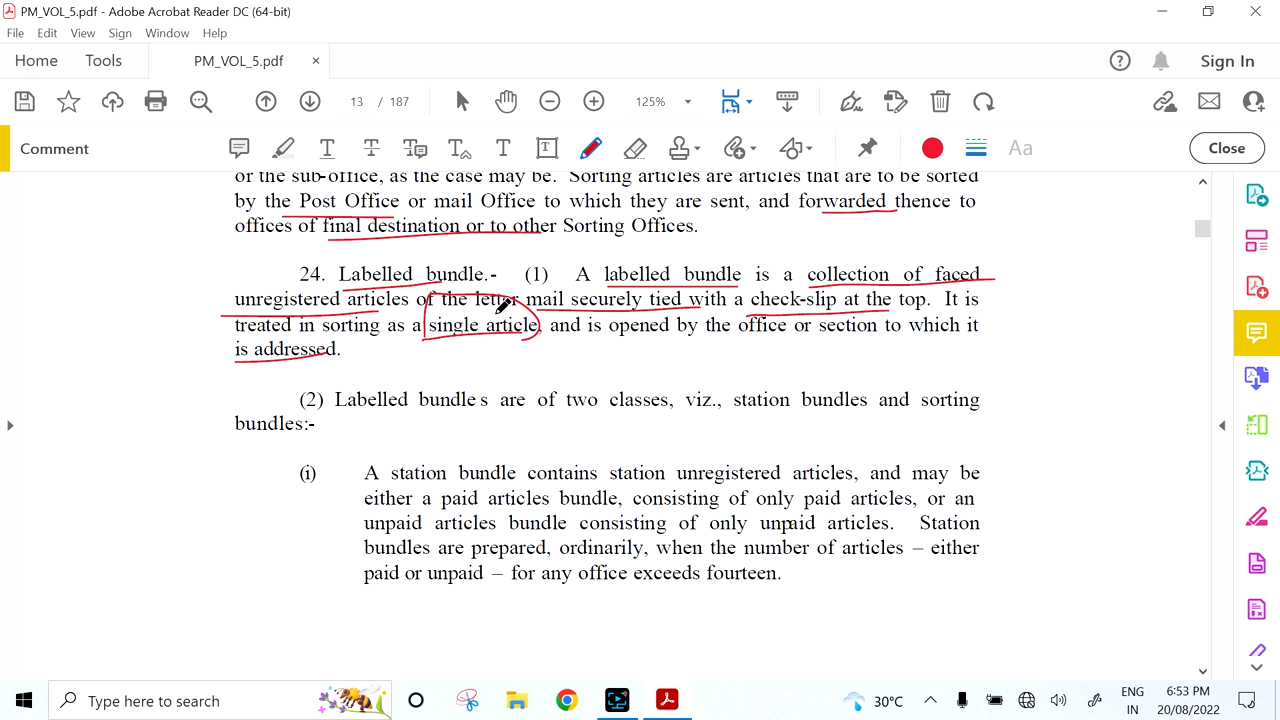 PM_VOL_5.pdf - Adobe Acrobat Reader DC (64-bit)
File Edit View Sign Window Help
Home Tools PM_VOL_5.pdf × Sign In
13 / 187 125%
Comment Aa Close
or the sub-office, as the case may be. Sorting articles are articles that are to be sorted
by the Post Office or mail Office to which they are sent, and forwarded thence to
offices of final destination or to other Sorting Offices.
24. Labelled bundle.- (1) A labelled bundle is a collection of faced
unregistered articles of the letter mail securely tied with a check-slip at the top. It is
treated in sorting as a single article, and is opened by the office or section to which it
is addressed.
(2) Labelled bundles are of two classes, viz., station bundles and sorting
bundles:-
(i) A station bundle contains station unregistered articles, and may be
either a paid articles bundle, consisting of only paid articles, or an
unpaid articles bundle consisting of only unpaid articles. Station
bundles are prepared, ordinarily, when the number of articles – either
paid or unpaid – for any office exceeds fourteen.
Type here to search
30°C
ENG
IN
6:53 PM
20/08/2022